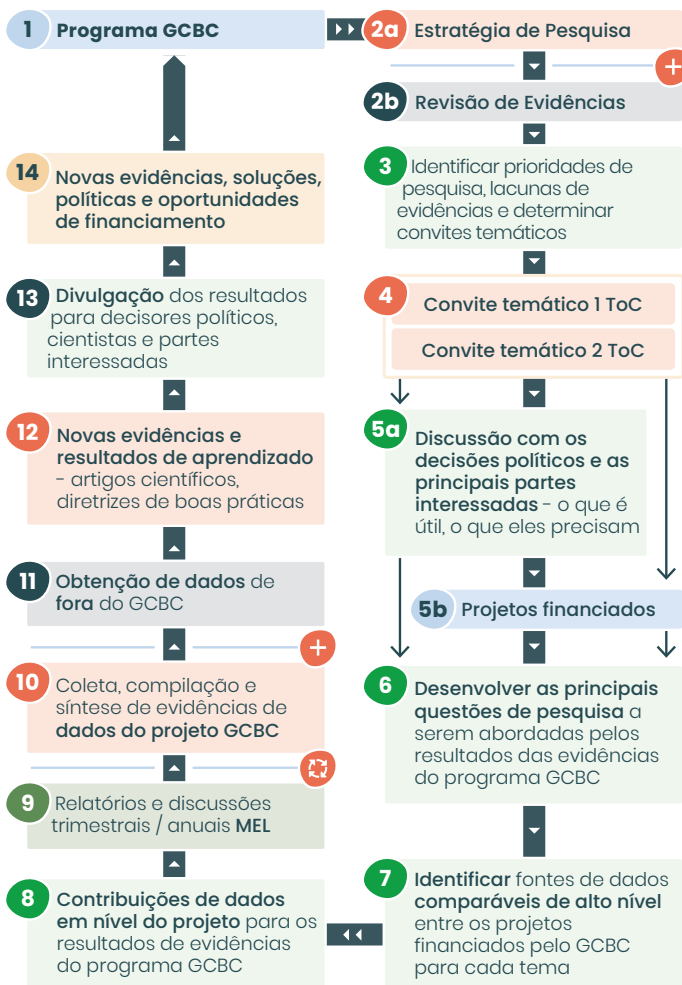 1 Programa GCBC
2a Estratégia de Pesquisa
+
2b Revisão de Evidências
3 Identificar prioridades de
pesquisa, lacunas de
evidências e determinar
convites temáticos
4 Convite temático 1 ToC
Convite temático 2 ToC
5a Discussão com os
decisões políticos e as
principais partes
interessadas - o que é
útil, o que eles precisam
5b Projetos financiados
6 Desenvolver as principais
questões de pesquisa a
serem abordadas pelos
resultados das evidências
do programa GCBC
7 Identificar fontes de dados
comparáveis de alto nível
entre os projetos
financiados pelo GCBC
para cada tema
8 Contribuições de dados
em nível do projeto para os
resultados de evidências
do programa GCBC
9 Relatórios e discussões
trimestrais / anuais MEL
10 Coleta, compilação e
síntese de evidências de
dados do projeto GCBC
+
11 Obtenção de dados de
fora do GCBC
12 Novas evidências e
resultados de aprendizado
- artigos científicos,
diretrizes de boas práticas
13 Divulgação dos resultados
para decisores políticos,
cientistas e partes
interessadas
14 Novas evidências, soluções,
políticas e oportunidades
de financiamento